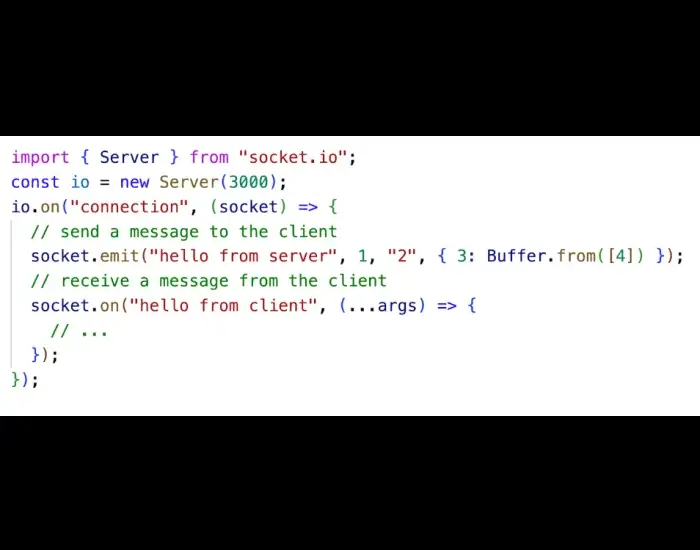 import { Server } from "socket.io";
const io = new Server(3000);
io.on("connection", (socket) => {
  // send a message to the client
  socket.emit("hello from server", 1, "2", { 3: Buffer.from([4]) });
  // receive a message from the client
  socket.on("hello from client", (...args) => {
    // ...
  });
});